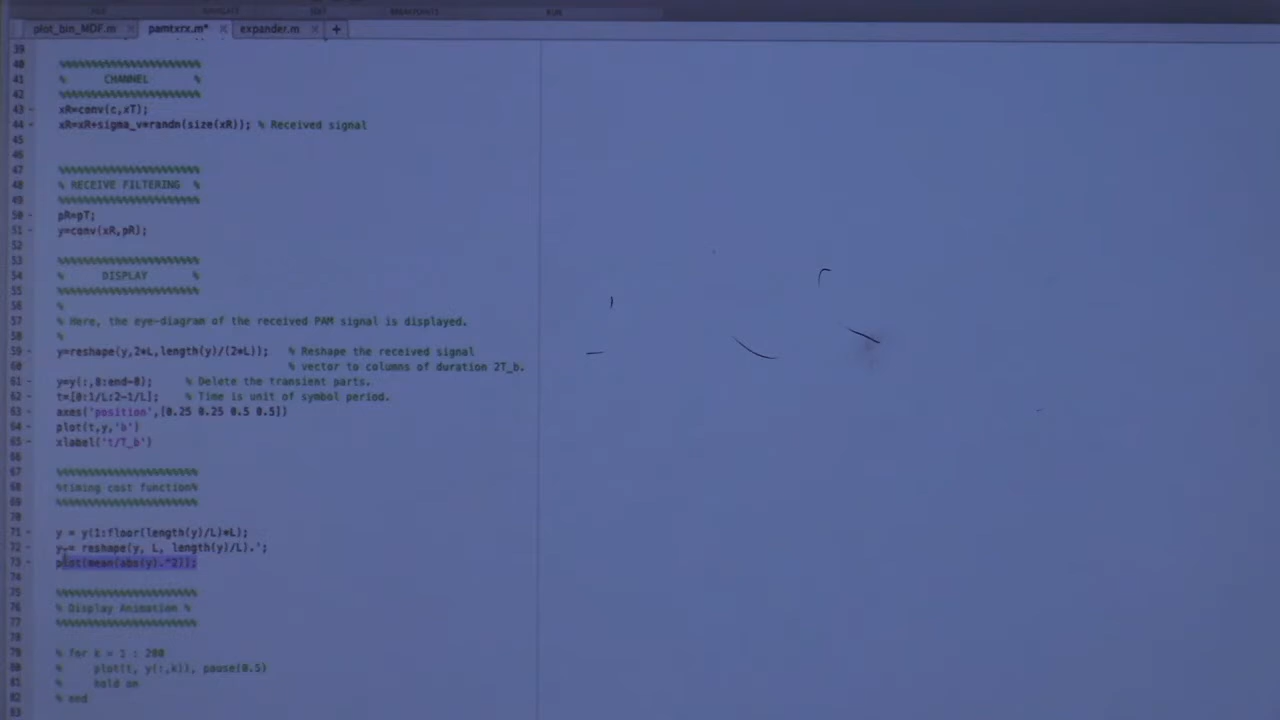 FILE NAVIGATE EDIT BREAKPOINTS RUN
plot_bin_MDF.m × pamtxrx.m* × expander.m × +
39
40 %%%%%%%%%%%%%%%%%%%%%
41 % CHANNEL %
42 %%%%%%%%%%%%%%%%%%%%%
43 - xR=conv(c,xT);
44 - xR=xR+sigma_v*randn(size(xR)); % Received signal
45
46
47 %%%%%%%%%%%%%%%%%%%%%
48 % RECEIVE FILTERING %
49 %%%%%%%%%%%%%%%%%%%%%
50 - pR=pT;
51 - y=conv(xR,pR);
52
53 %%%%%%%%%%%%%%%%%%%%%
54 % DISPLAY %
55 %%%%%%%%%%%%%%%%%%%%%
56 %
57 % Here, the eye-diagram of the received PAM signal is displayed.
58 %
59 - y=reshape(y,2*L,length(y)/(2*L)); % Reshape the received signal
60 % vector to columns of duration 2T_b.
61 - y=y(:,8:end-8); % Delete the transient parts.
62 - t=[0:1/L:2-1/L]; % Time is unit of symbol period.
63 - axes('position',[0.25 0.25 0.5 0.5])
64 - plot(t,y,'b')
65 - xlabel('t/T_b')
66
67 %%%%%%%%%%%%%%%%%%%%%
68 %timing cost function%
69 %%%%%%%%%%%%%%%%%%%%%
70
71 - y = y(1:floor(length(y)/L)*L);
72 - y = reshape(y, L, length(y)/L).';
73 - plot(mean(abs(y).^2));
74
75 %%%%%%%%%%%%%%%%%%%%%
76 % Display Animation %
77 %%%%%%%%%%%%%%%%%%%%%
78
79 % for k = 1 : 200
80 % plot(t, y(:,k)), pause(0.5)
81 % hold on
82 % end
83